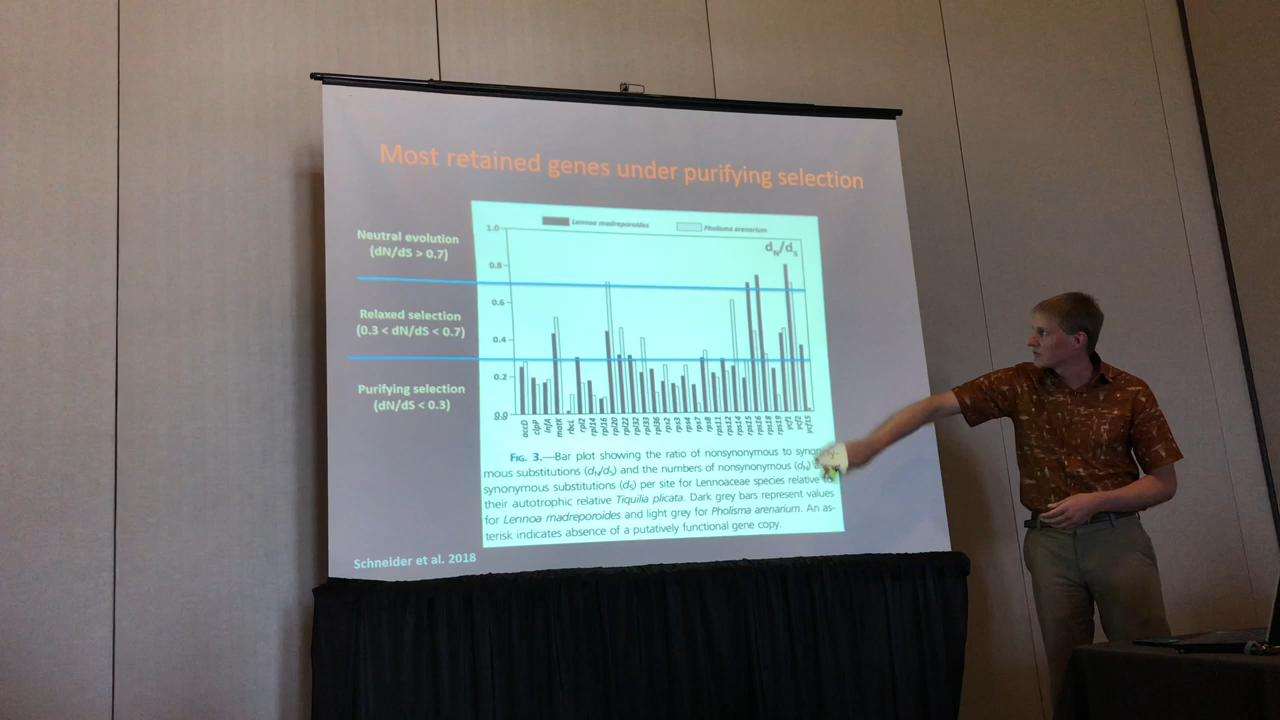 Most retained genes under purifying selection
Neutral evolution
(dN/dS > 0.7)
Relaxed selection
(0.3 < dN/dS < 0.7)
Purifying selection
(dN/dS < 0.3)
Lennoa madreporoides
Pholisma arenarium
dN/dS
1.0
0.8
0.6
0.4
0.2
0.0
accD
clpP
infA
matK
rbcL
rpl2
rpl14
rpl16
rpl20
rpl22
rpl32
rpl33
rpl36
rps2
rps3
rps4
rps7
rps8
rps11
rps12
rps14
rps15
rps16
rps18
rps19
ycf1
ycf2
ycf15
FIG. 3.—Bar plot showing the ratio of nonsynonymous to synony-
mous substitutions (dN/dS) and the numbers of nonsynonymous (dN)
synonymous substitutions (dS) per site for Lennoaceae species relative
their autotrophic relative Tiquilia plicata. Dark grey bars represent values
for Lennoa madreporoides and light grey for Pholisma arenarium. An as-
terisk indicates absence of a putatively functional gene copy.
Schneider et al. 2018